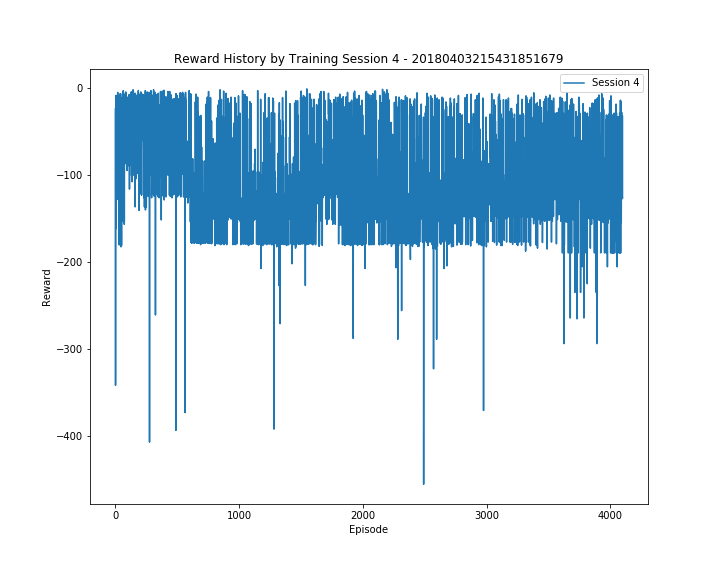 Reward History by Training Session 4 - 20180403215431851679
Session 4
0
−100
−200
−300
−400
Reward
0
1000
2000
3000
4000
Episode